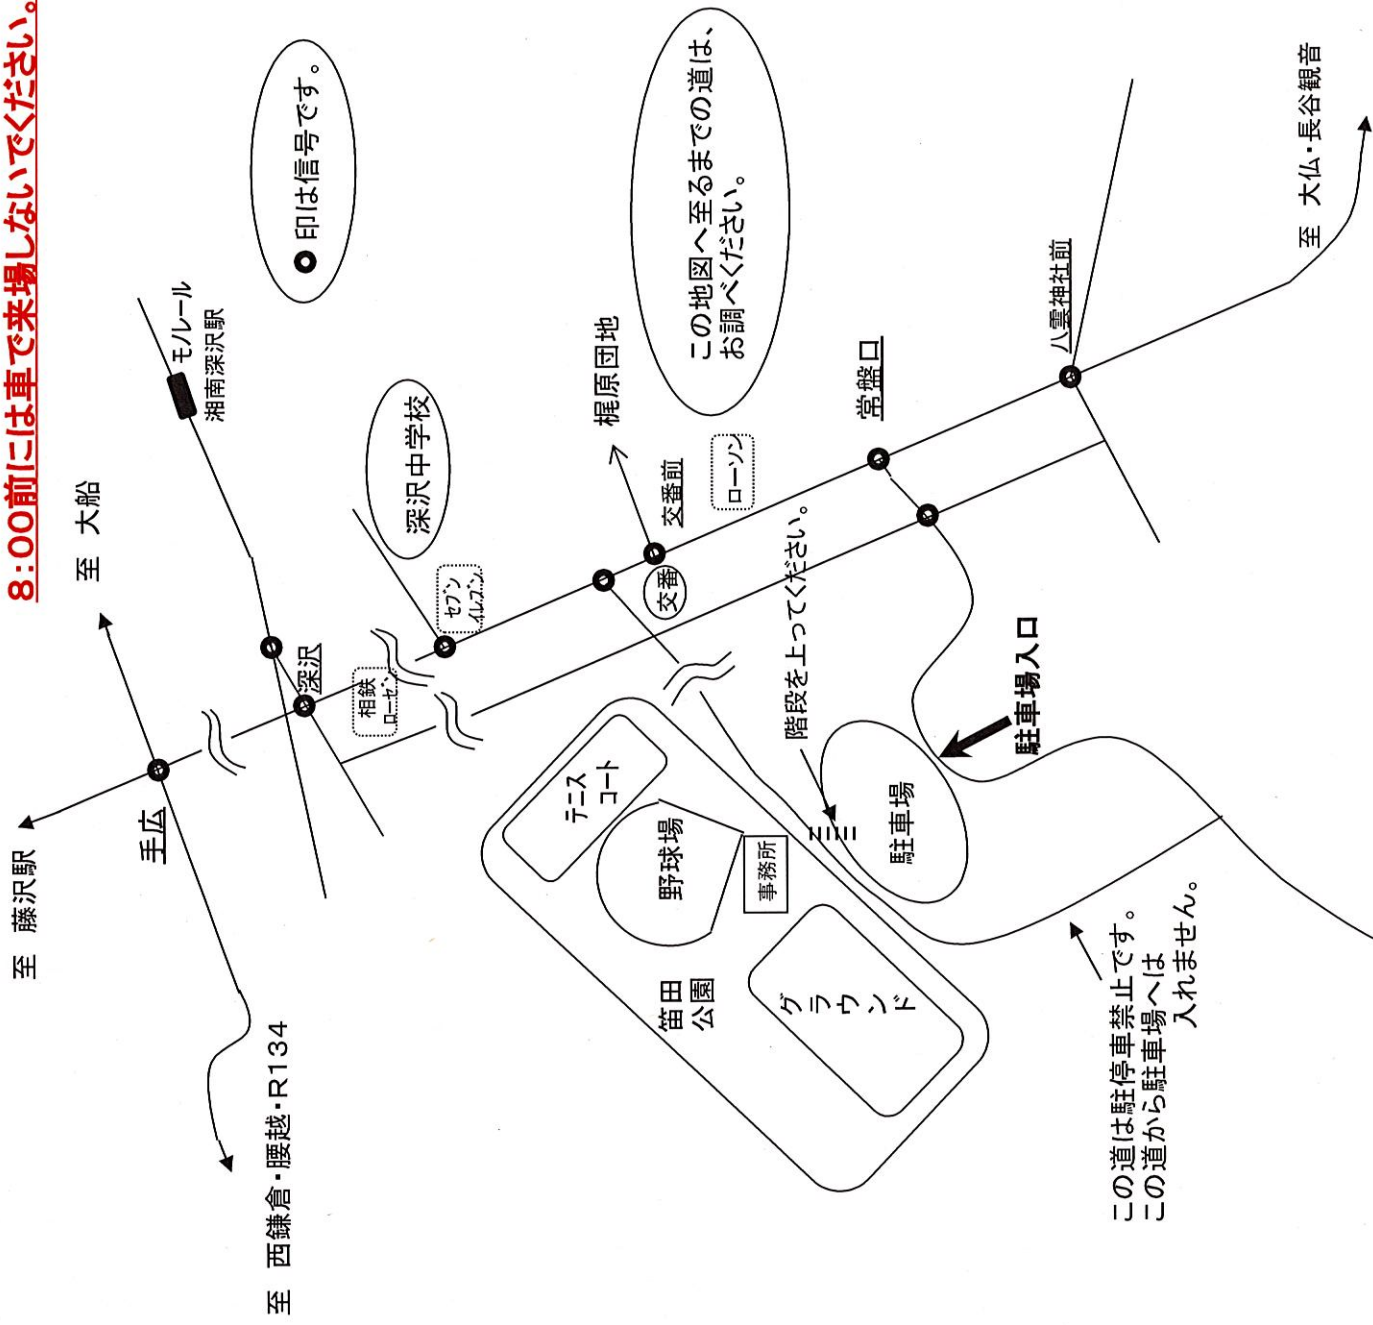 8:00前には車で来場しないでください。
至 藤沢駅
至 大船
手広
モノレール
湘南深沢駅
◎ 印は信号です。
深沢
相鉄
ローゼン
至 西鎌倉・腰越・R134
深沢中学校
セブン
イレブン
梶原団地
交番前
交番
ローソン
この地図へ至るまでの道は、
お調べください。
テニス
コート
野球場
事務所
笛田
公園
グラウンド
階段を上ってください。
駐車場
常盤口
八雲神社前
駐車場入口
至 大仏・長谷観音
この道は駐停車禁止です。
この道から駐車場へは
入れません。